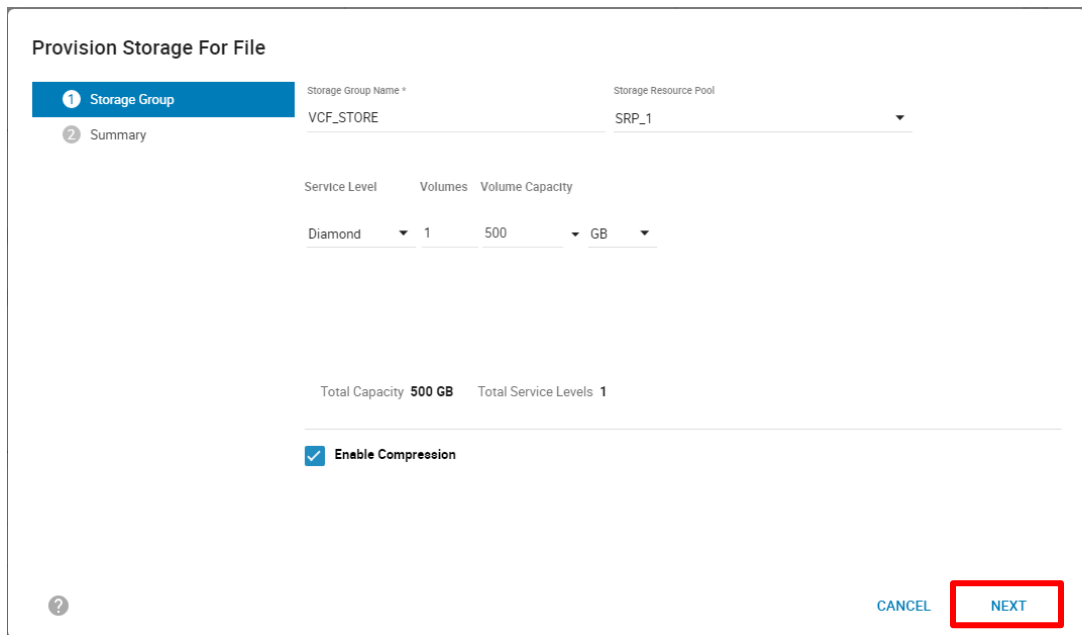 Provision Storage For File
1 Storage Group
2 Summary
Storage Group Name * Storage Resource Pool
VCF_STORE SRP_1
Service Level Volumes Volume Capacity
Diamond 1 500 GB
Total Capacity 500 GB Total Service Levels 1
Enable Compression
? CANCEL NEXT